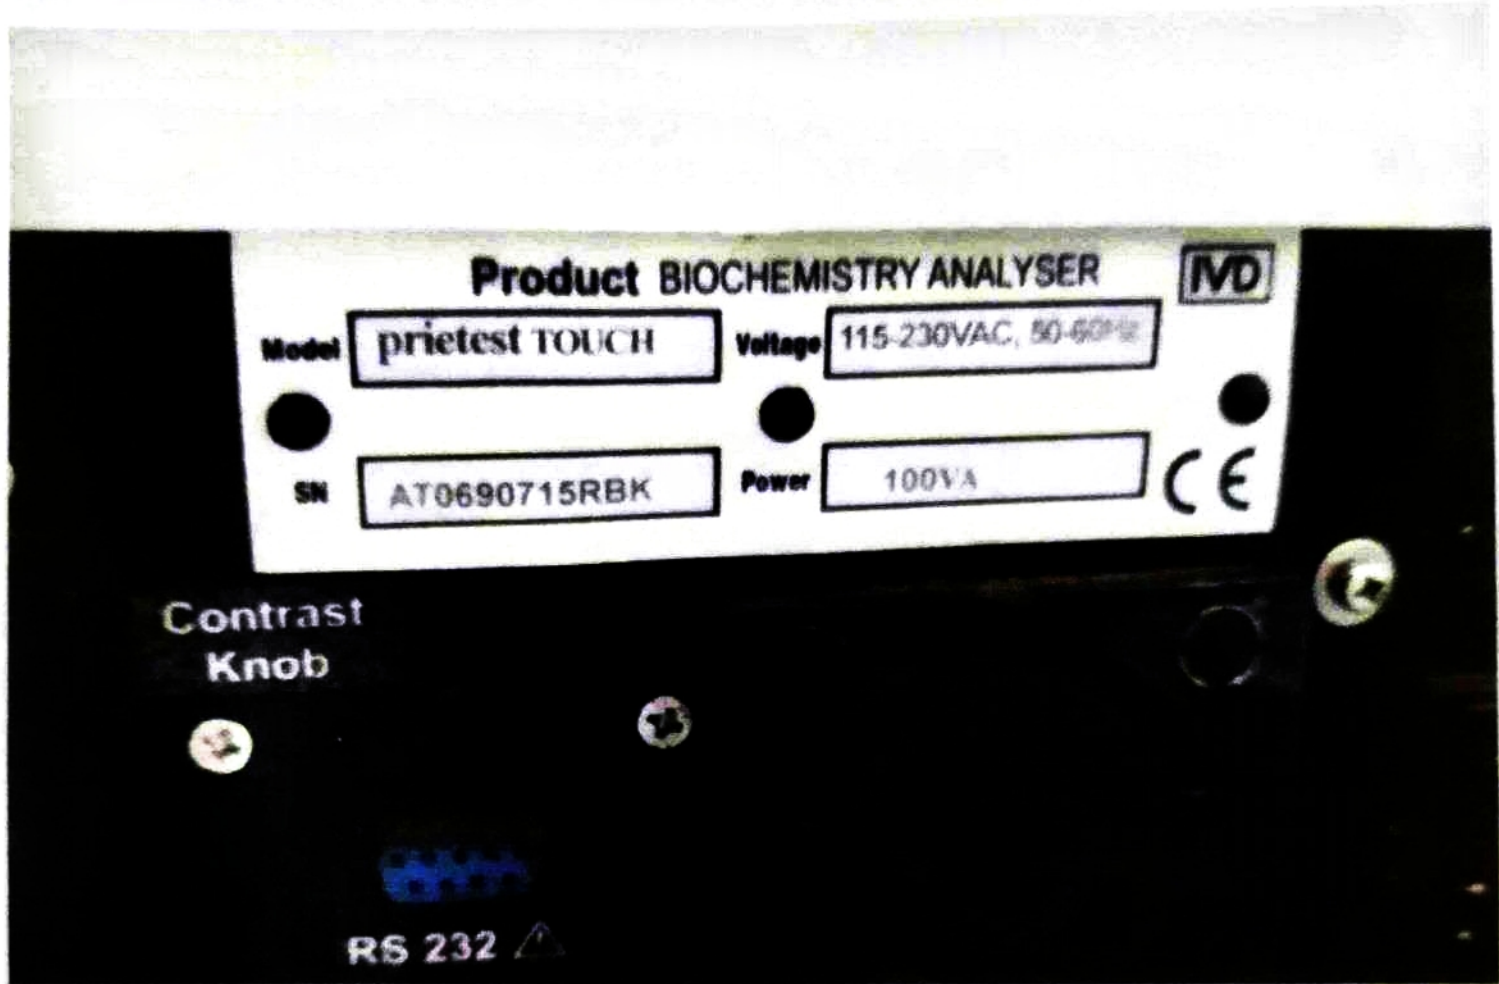 Product BIOCHEMISTRY ANALYSER IVD
Model prietest TOUCH Voltage 115-230VAC, 50-60Hz
SN AT0690715RBK Power 100VA CE
Contrast
Knob
RS 232